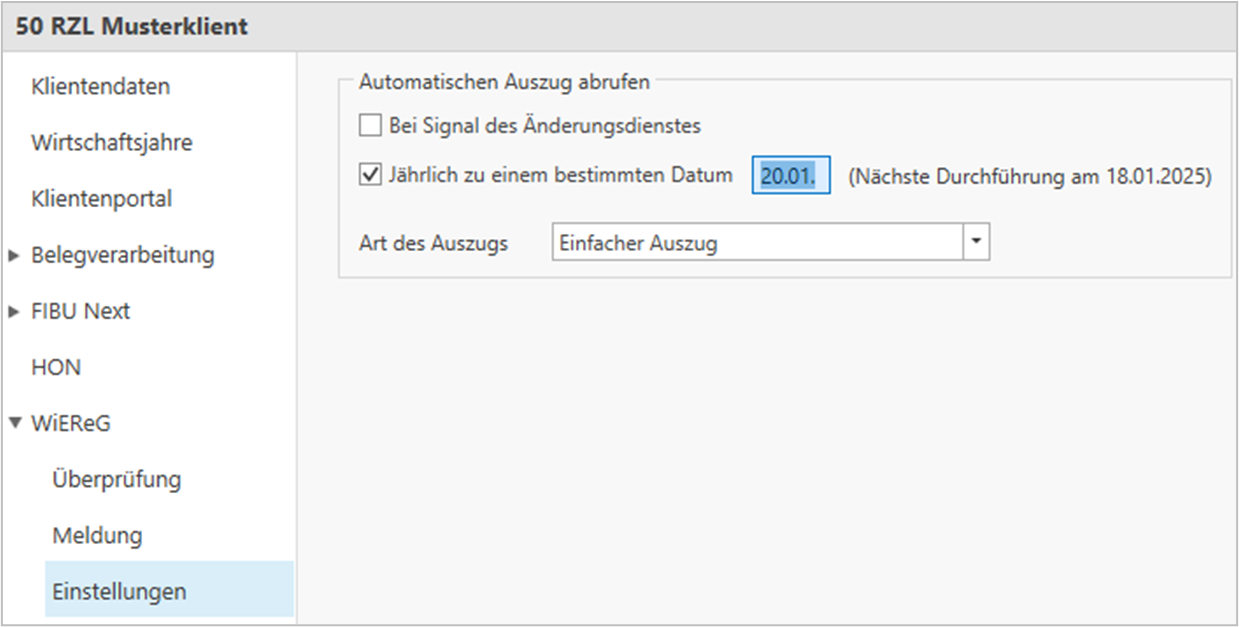 50 RZL Musterklient
Klientendaten
Wirtschaftsjahre
Klientenportal
Belegverarbeitung
FIBU Next
HON
WiEReG
Überprüfung
Meldung
Einstellungen
Automatischen Auszug abrufen
Bei Signal des Änderungsdienstes
Jährlich zu einem bestimmten Datum 20.01. (Nächste Durchführung am 18.01.2025)
Art des Auszugs Einfacher Auszug